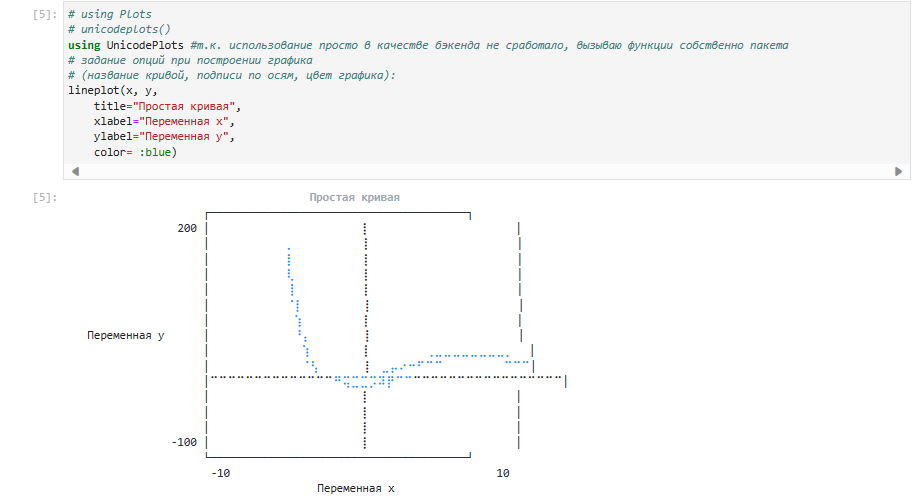 [5]:
# using Plots
# unicodeplots()
using UnicodePlots #т.к. использование просто в качестве бэкенда не сработало, вызываю функции собственно пакета
# задание опций при построении графика
# (название кривой, подписи по осям, цвет графика):
lineplot(x, y,
    title="Простая кривая",
    xlabel="Переменная x",
    ylabel="Переменная y",
    color= :blue)
[5]:
Простая кривая
200
Переменная y
-100
-10 10
Переменная x